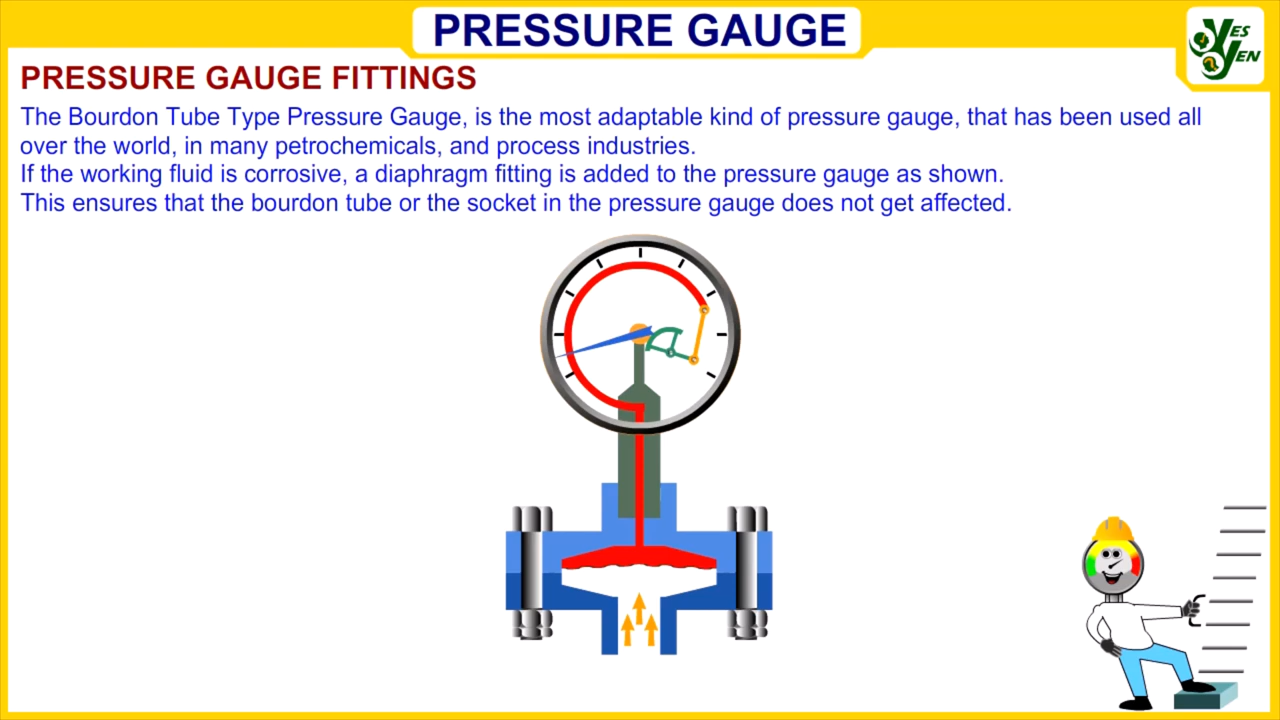 PRESSURE GAUGE
YES
YEN
PRESSURE GAUGE FITTINGS
The Bourdon Tube Type Pressure Gauge, is the most adaptable kind of pressure gauge, that has been used all
over the world, in many petrochemicals, and process industries.
If the working fluid is corrosive, a diaphragm fitting is added to the pressure gauge as shown.
This ensures that the bourdon tube or the socket in the pressure gauge does not get affected.